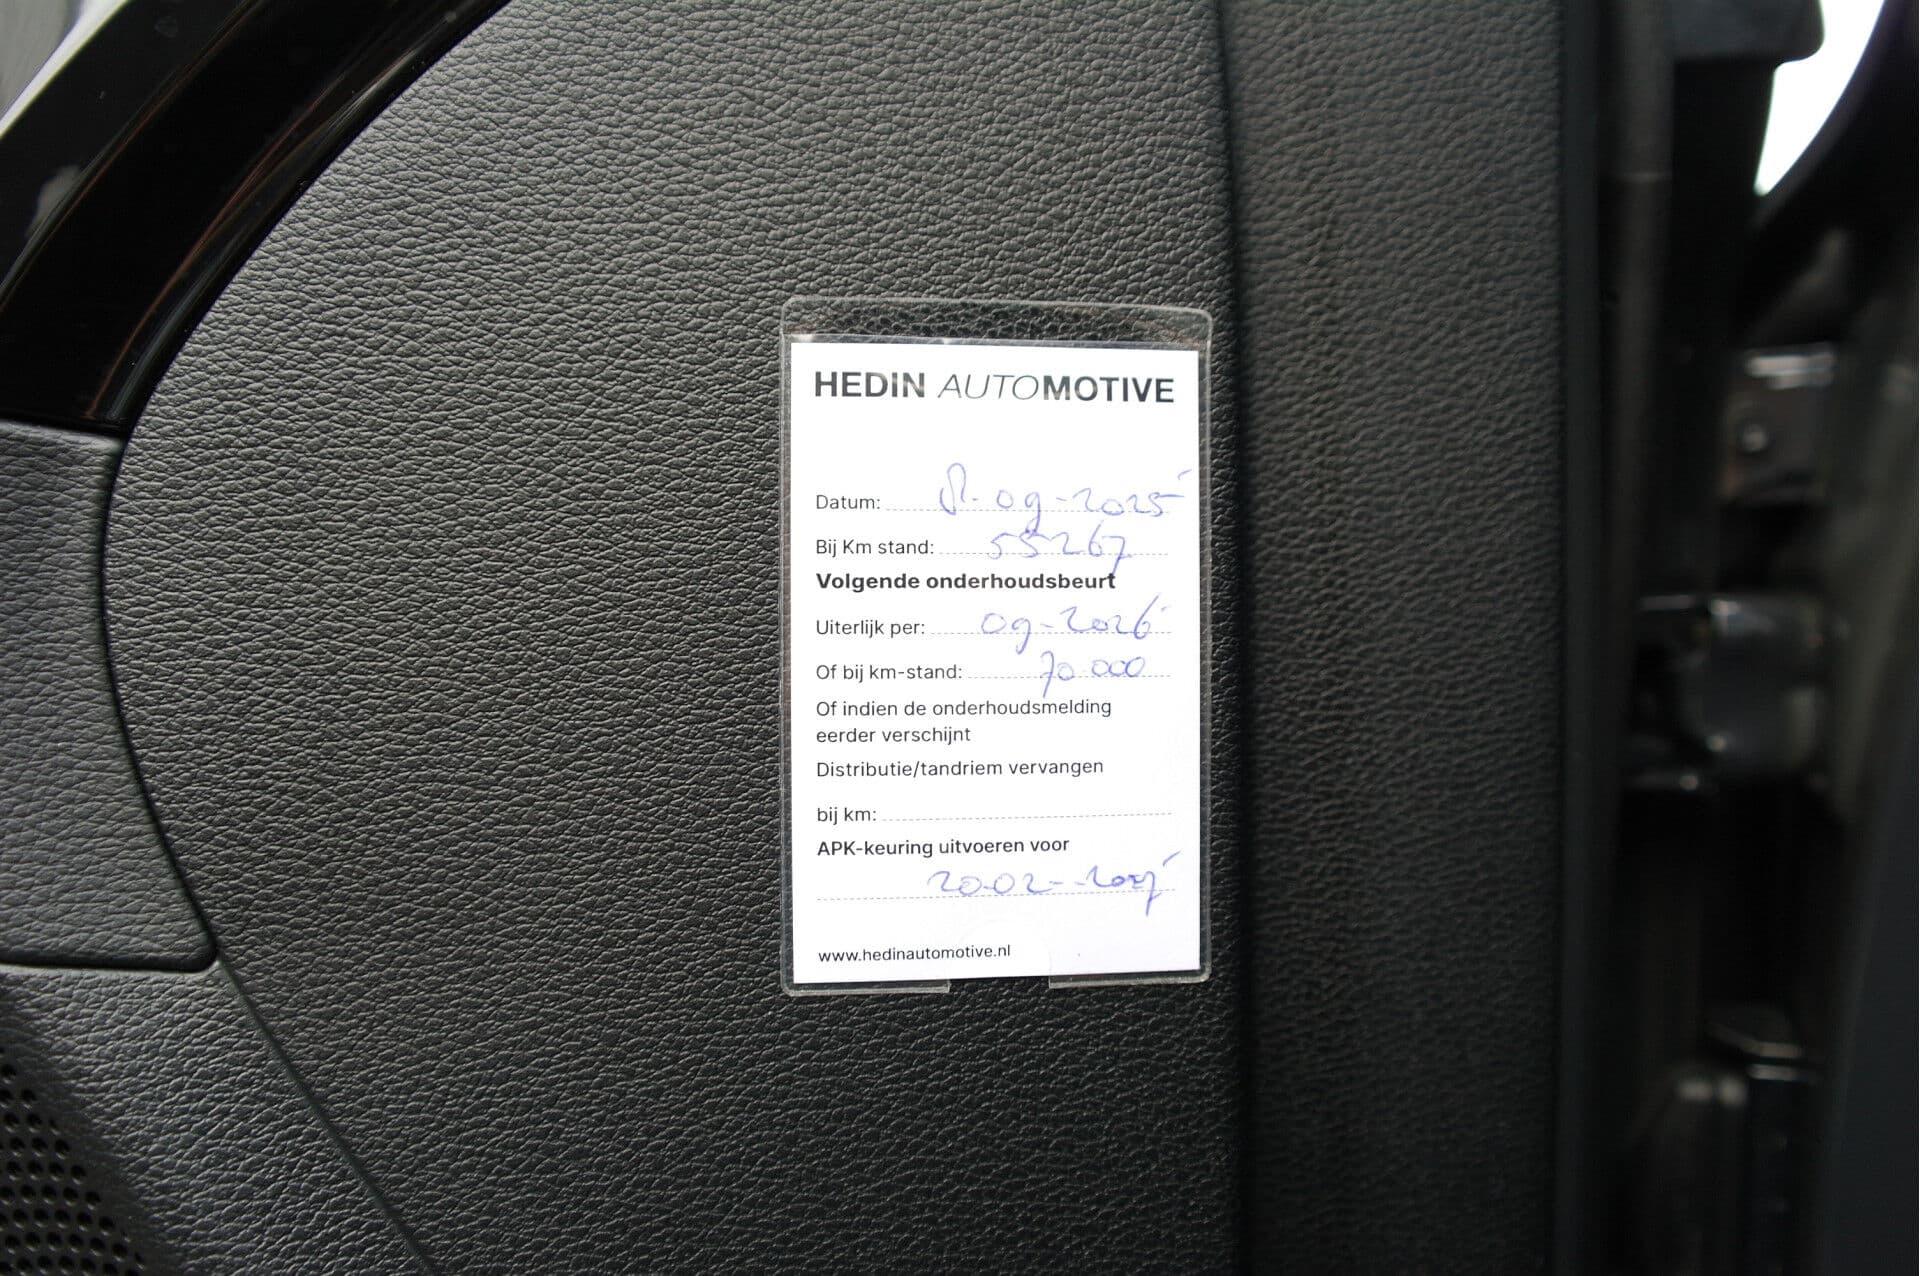 HEDIN AUTOMOTIVE
Datum: 09-2025
Bij Km stand: 55267
Volgende onderhoudsbeurt
Uiterlijk per: 09-2026
Of bij km-stand: 70.000
Of indien de onderhoudsmelding
eerder verschijnt
Distributie/tandriem vervangen
bij km:
APK-keuring uitvoeren voor
20-02-2027
www.hedinautomotive.nl